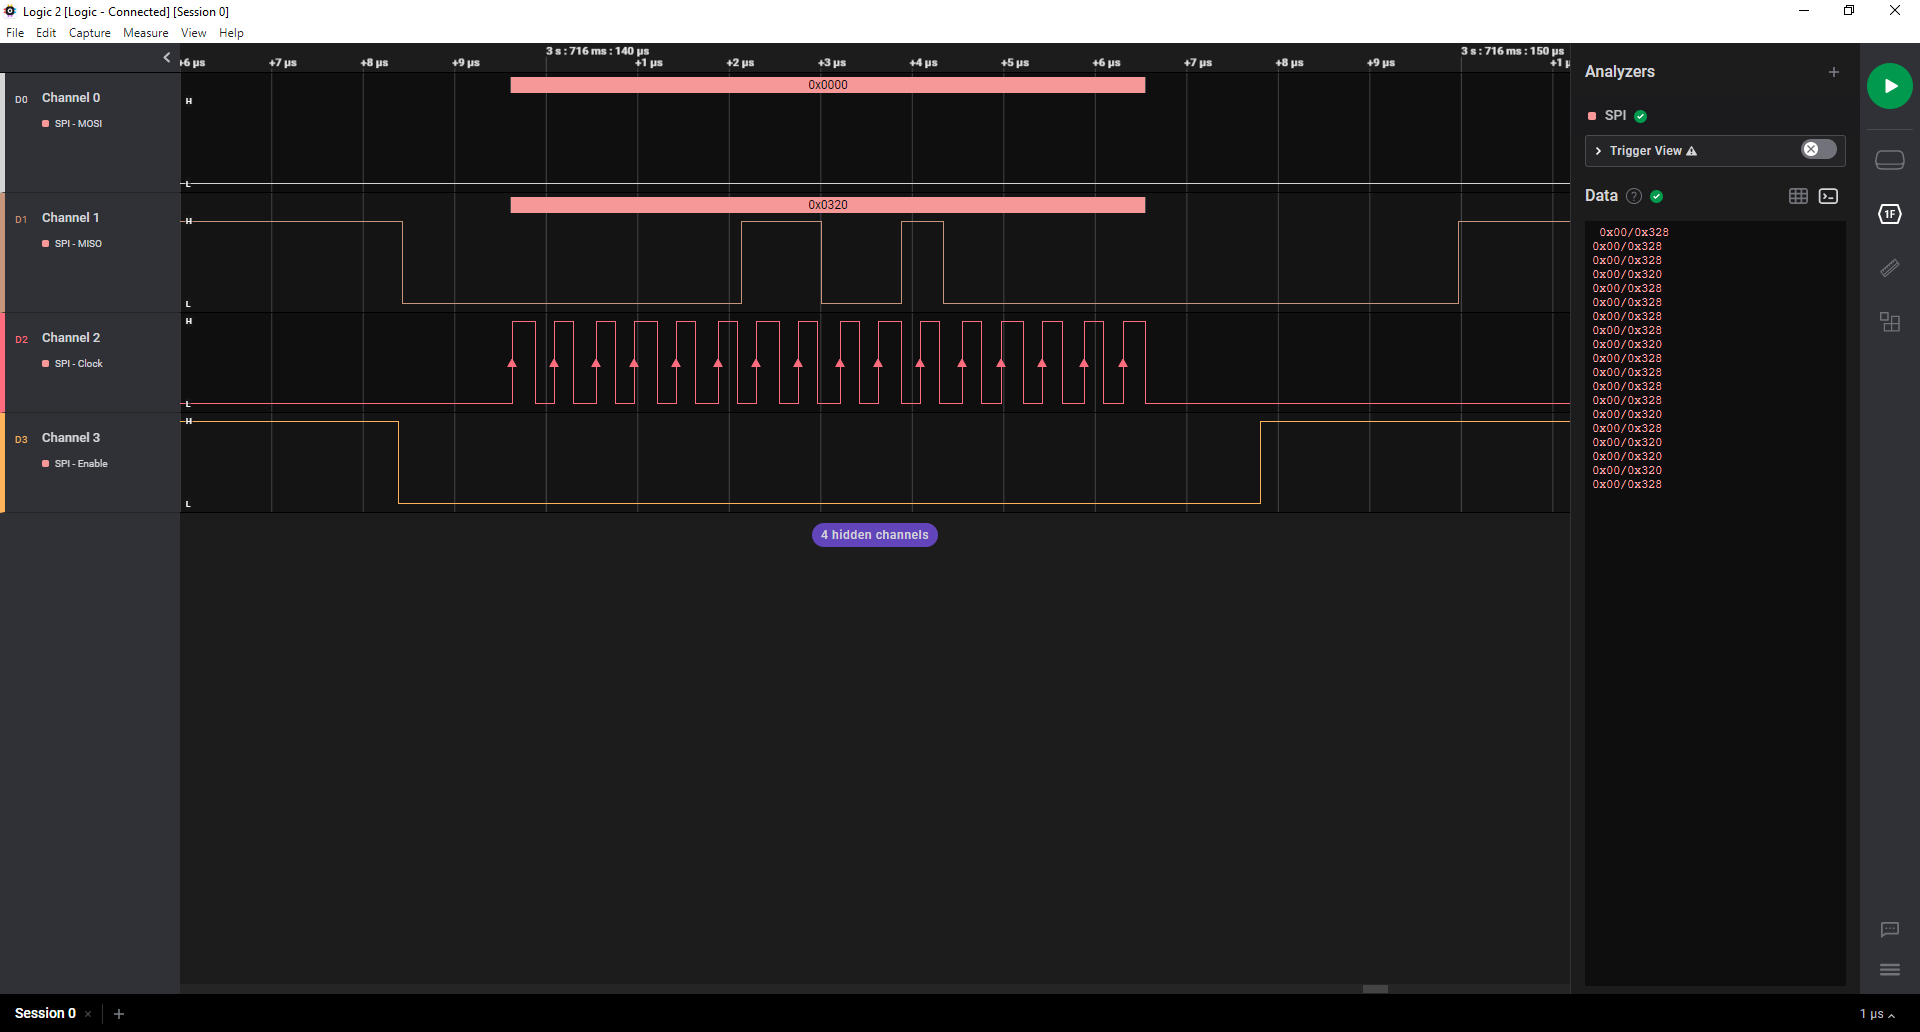 Logic 2 [Logic - Connected] [Session 0]
File Edit Capture Measure View Help
3 s : 716 ms : 140 µs 3 s : 716 ms : 150 µs
+6 µs +7 µs +8 µs +9 µs +1 µs +2 µs +3 µs +4 µs +5 µs +6 µs +7 µs +8 µs +9 µs +1 µ
D0 Channel 0
SPI - MOSI
H
L
0x0000
D1 Channel 1
SPI - MISO
H
L
0x0320
D2 Channel 2
SPI - Clock
H
L
D3 Channel 3
SPI - Enable
H
L
4 hidden channels
Analyzers
SPI
Trigger View
Data
1F
0x00/0x328
0x00/0x328
0x00/0x328
0x00/0x320
0x00/0x328
0x00/0x328
0x00/0x328
0x00/0x328
0x00/0x320
0x00/0x328
0x00/0x328
0x00/0x328
0x00/0x328
0x00/0x320
0x00/0x328
0x00/0x320
0x00/0x320
0x00/0x320
0x00/0x328
Session 0
1 µs